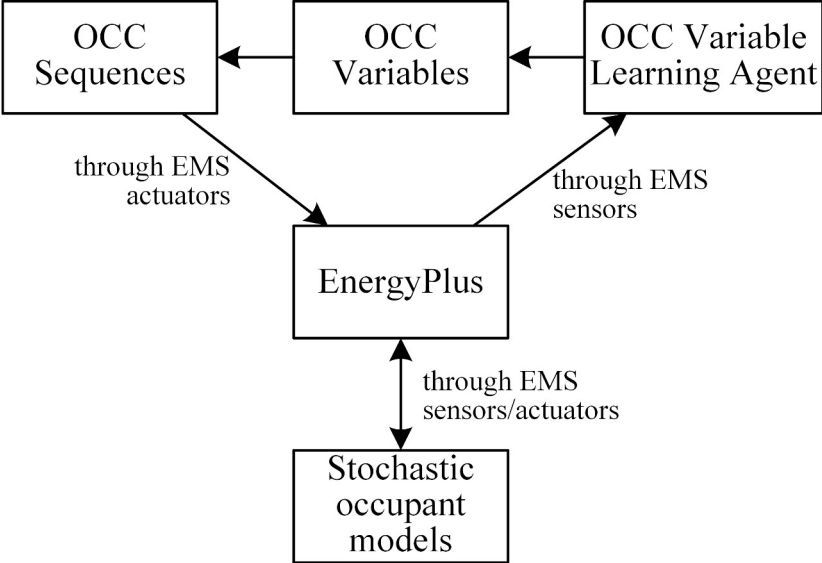 OCC
Sequences
OCC
Variables
OCC Variable
Learning Agent
through EMS
actuators
through EMS
sensors
EnergyPlus
through EMS
sensors/actuators
Stochastic
occupant
models